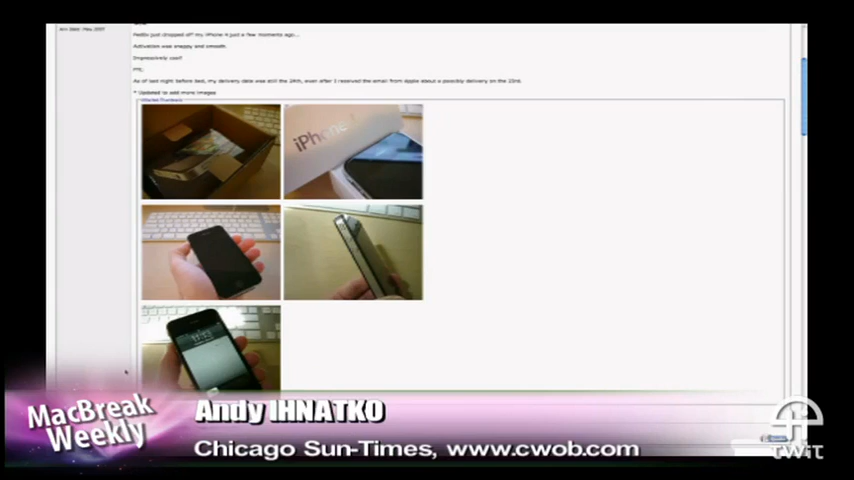 FedEx just dropped off my iPhone 4 just a few moments ago...
Activation was snappy and smooth.
Impressively cool!
As of last night before last, my delivery date was still the 24th, even after I received the email from Apple about a possibly delivery on the 23rd.
* Updated to add more images
iPhone
MacBreak
Weekly
Andy IHNATKO
Chicago Sun-Times, www.cwob.com
twit